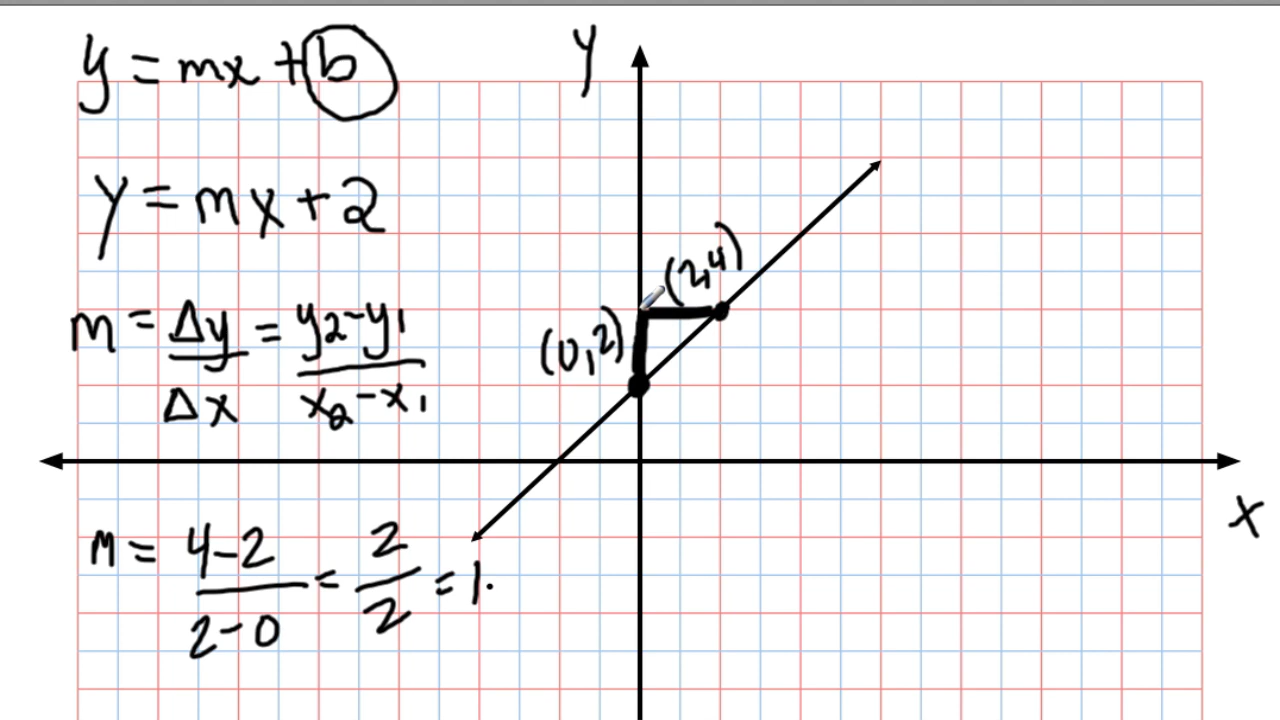 y = mx + b
y = mx + 2
m = Δy/Δx = y₂-y₁/x₂-x₁
m = 4-2/2-0 = 2/2 = 1.
Y
(2,4)
(0,2)
X